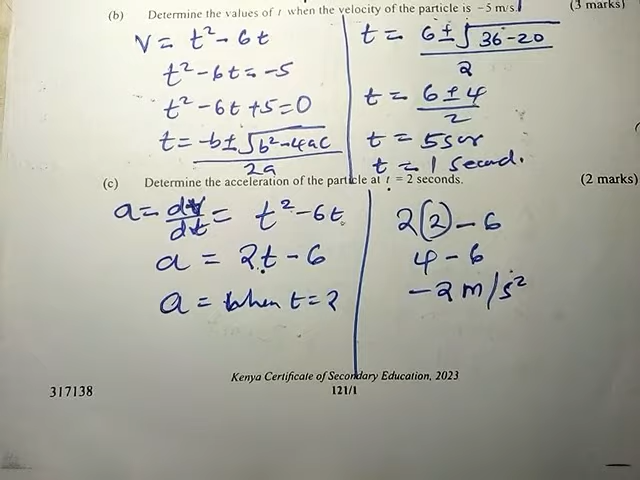 (b) Determine the values of t when the velocity of the particle is −5 m/s. (3 marks)
V = t² − 6t
t² − 6t = −5
t² − 6t + 5 = 0
t = −b ± √b² − 4ac
2a
t = 6 ± √36 − 20
2
t = 6 ± 4
2
t = 5 sec
t = 1 second.
(c) Determine the acceleration of the particle at t = 2 seconds. (2 marks)
a = dv/dt = t² − 6t
a = 2t − 6
a = when t = 2
2(2) − 6
4 − 6
−2 m/s²
Kenya Certificate of Secondary Education, 2023
317138 121/1